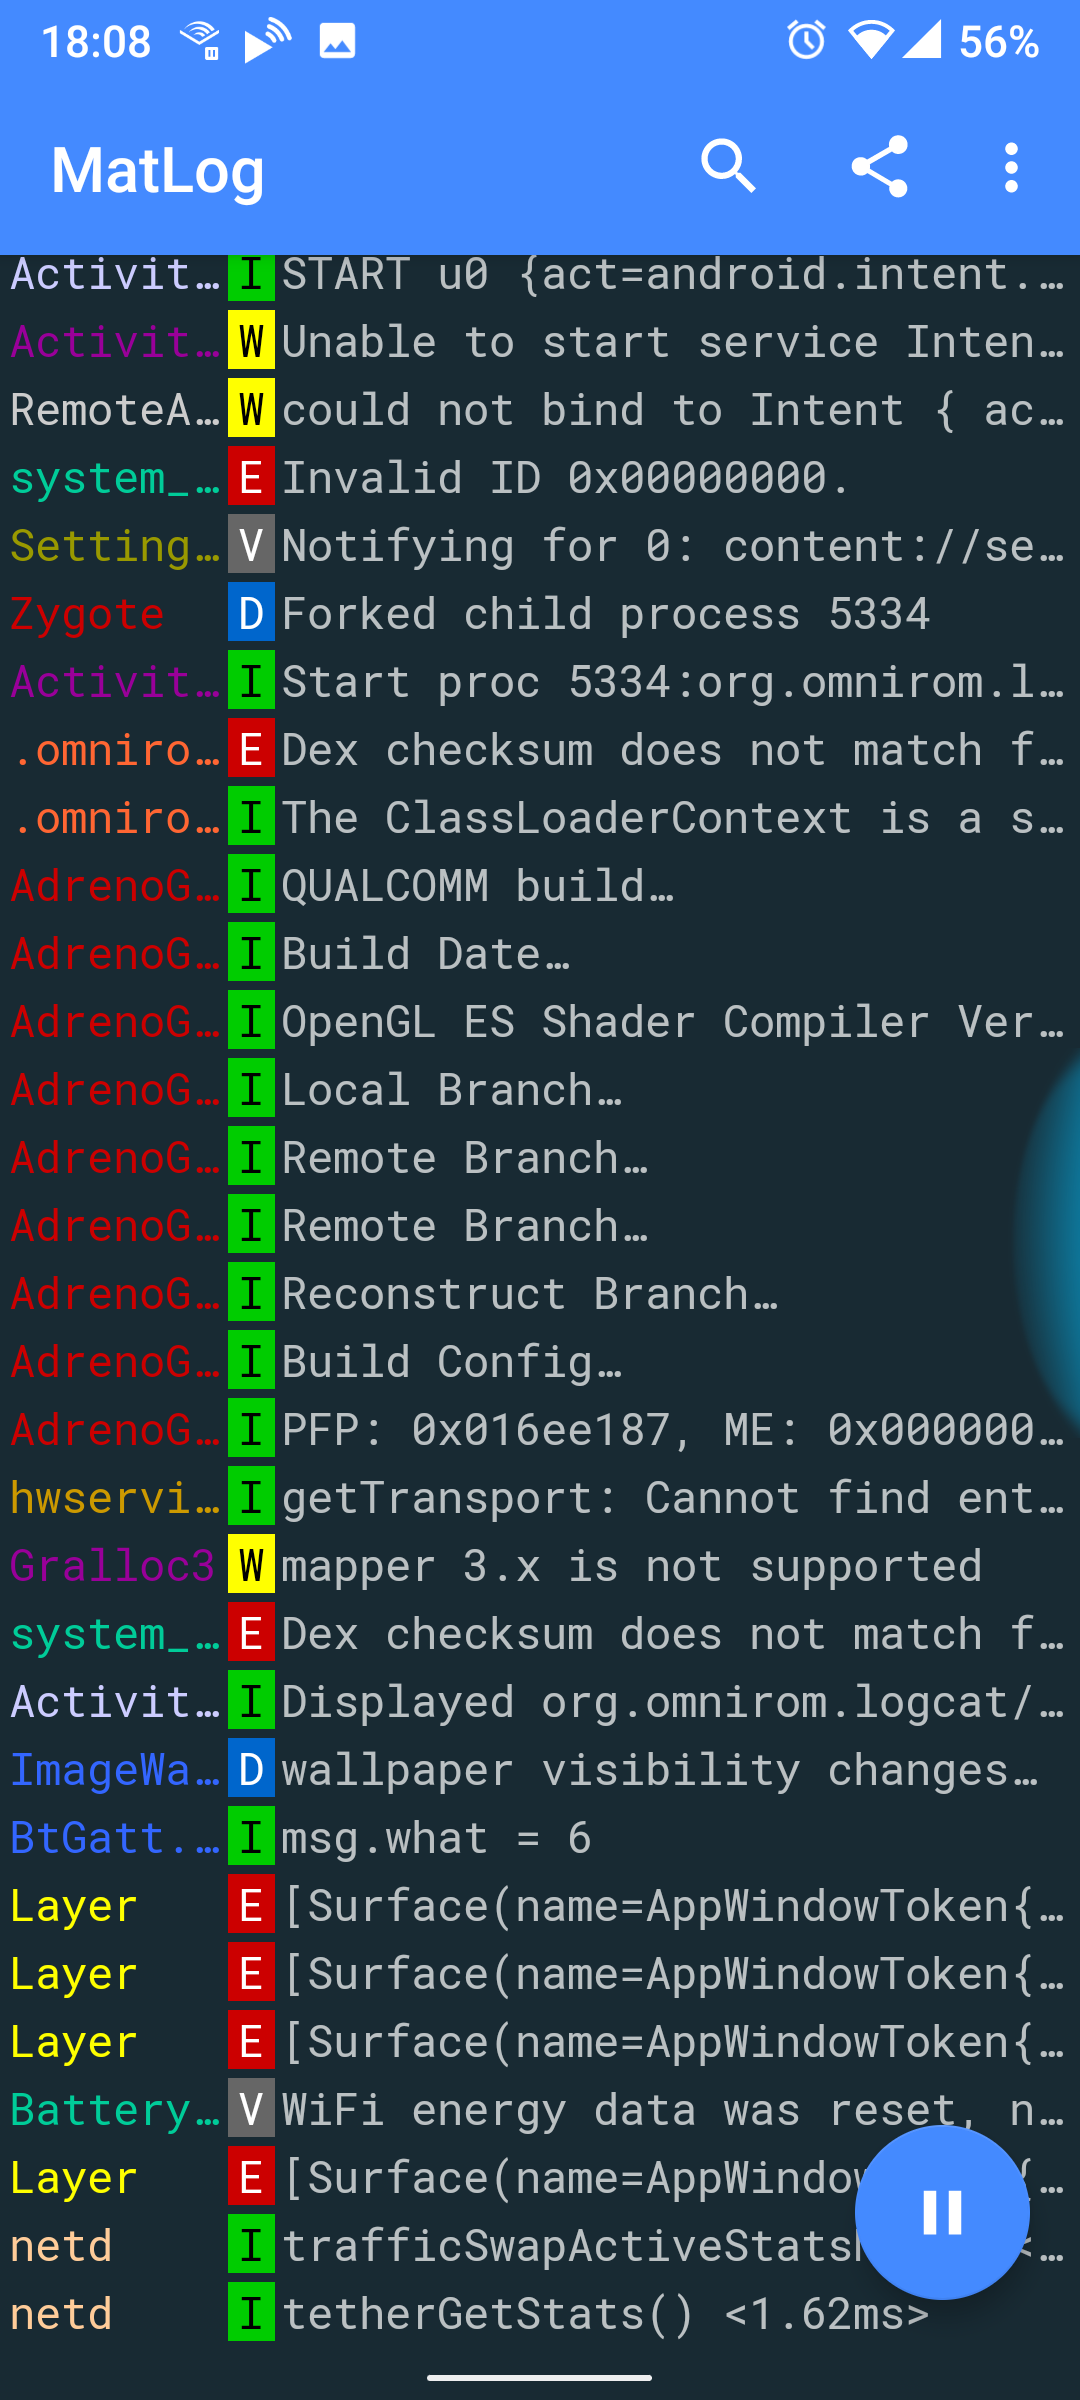 18:08 56%
MatLog
Activit… I START u0 {act=android.intent.…
Activit… W Unable to start service Inten…
RemoteA… W could not bind to Intent { ac…
system_… E Invalid ID 0x00000000.
Setting… V Notifying for 0: content://se…
Zygote D Forked child process 5334
Activit… I Start proc 5334:org.omnirom.l…
.omniro… E Dex checksum does not match f…
.omniro… I The ClassLoaderContext is a s…
AdrenoG… I QUALCOMM build…
AdrenoG… I Build Date…
AdrenoG… I OpenGL ES Shader Compiler Ver…
AdrenoG… I Local Branch…
AdrenoG… I Remote Branch…
AdrenoG… I Remote Branch…
AdrenoG… I Reconstruct Branch…
AdrenoG… I Build Config…
AdrenoG… I PFP: 0x016ee187, ME: 0x000000…
hwservi… I getTransport: Cannot find ent…
Gralloc3 W mapper 3.x is not supported
system_… E Dex checksum does not match f…
Activit… I Displayed org.omnirom.logcat/…
ImageWa… D wallpaper visibility changes…
BtGatt.… I msg.what = 6
Layer E [Surface(name=AppWindowToken{…
Layer E [Surface(name=AppWindowToken{…
Layer E [Surface(name=AppWindowToken{…
Battery… V WiFi energy data was reset, n…
Layer E [Surface(name=AppWindow {…
netd I trafficSwapActiveStats <…
netd I tetherGetStats() <1.62ms>